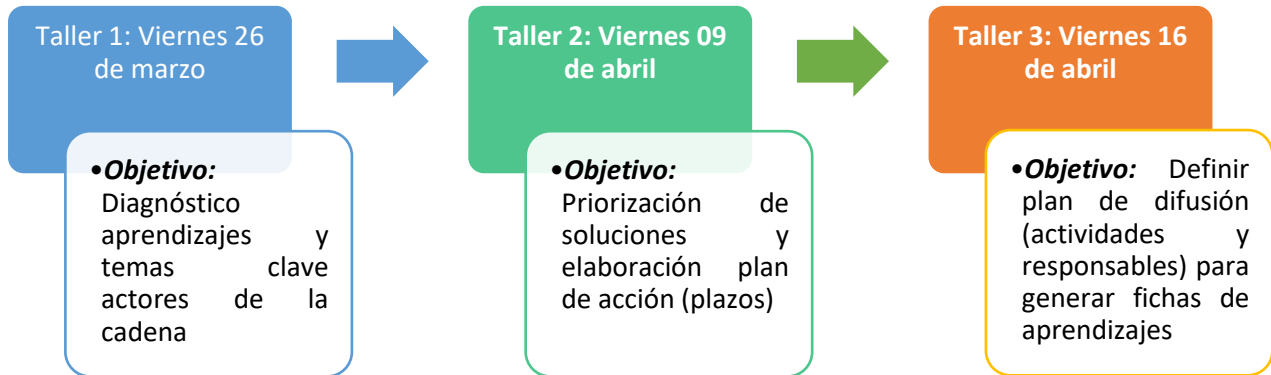 Taller 1: Viernes 26
de marzo
•Objetivo:
Diagnóstico
aprendizajes y
temas clave
actores de la
cadena
Taller 2: Viernes 09
de abril
•Objetivo:
Priorización de
soluciones y
elaboración plan
de acción (plazos)
Taller 3: Viernes 16
de abril
•Objetivo: Definir
plan de difusión
(actividades y
responsables) para
generar fichas de
aprendizajes